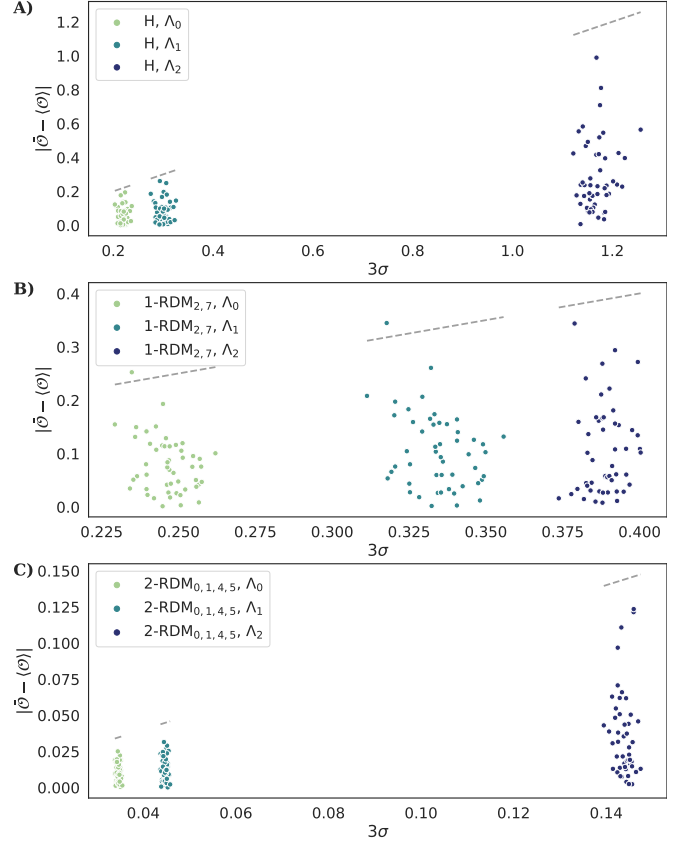 A)
H, Λ0
H, Λ1
H, Λ2
|Ō − ⟨O⟩|
1.2
1.0
0.8
0.6
0.4
0.2
0.0
0.2 0.4 0.6 0.8 1.0 1.2
3σ
B)
1-RDM2,7, Λ0
1-RDM2,7, Λ1
1-RDM2,7, Λ2
|Ō − ⟨O⟩|
0.4
0.3
0.2
0.1
0.0
0.225 0.250 0.275 0.300 0.325 0.350 0.375 0.400
3σ
C)
2-RDM0,1,4,5, Λ0
2-RDM0,1,4,5, Λ1
2-RDM0,1,4,5, Λ2
|Ō − ⟨O⟩|
0.150
0.125
0.100
0.075
0.050
0.025
0.000
0.04 0.06 0.08 0.10 0.12 0.14
3σ